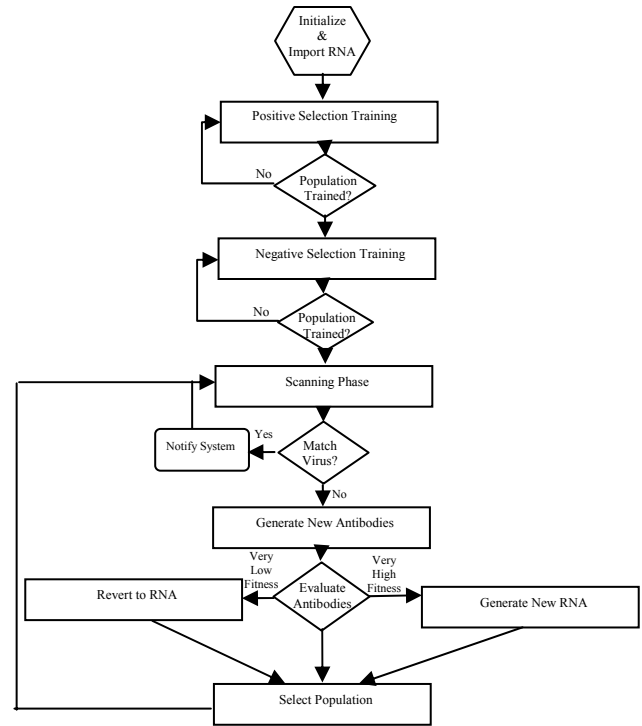 Initialize
&
Import RNA
Positive Selection Training
No
Population
Trained?
Negative Selection Training
No
Population
Trained?
Scanning Phase
Notify System
Yes
Match
Virus?
No
Generate New Antibodies
Very
Low
Fitness
Very
High
Fitness
Revert to RNA
Evaluate
Antibodies
Generate New RNA
Select Population